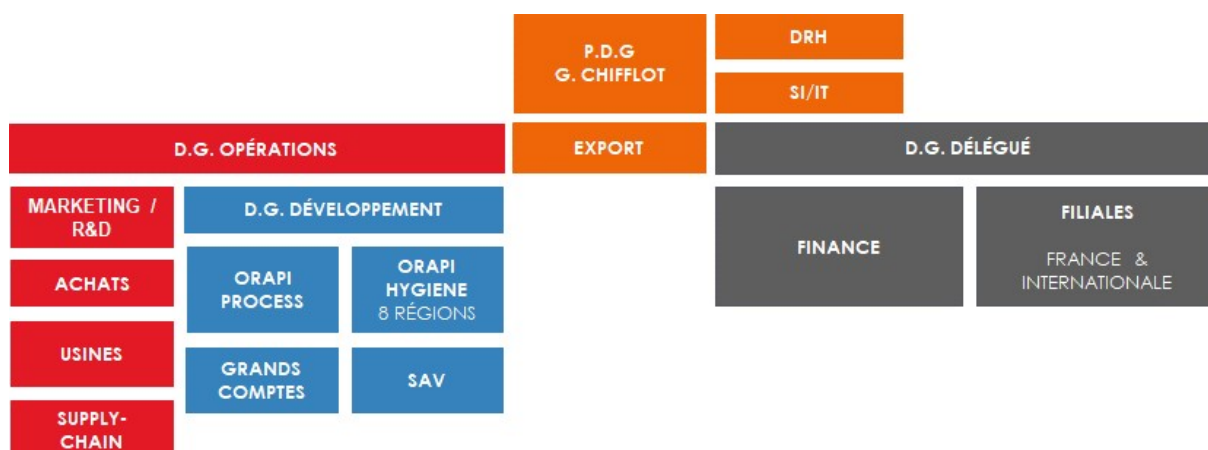 P.D.G
G. CHIFFLOT
DRH
SI/IT
D.G. OPÉRATIONS
EXPORT
D.G. DÉLÉGUÉ
MARKETING /
R&D
ACHATS
USINES
SUPPLY-
CHAIN
D.G. DÉVELOPPEMENT
ORAPI
PROCESS
ORAPI
HYGIENE
8 RÉGIONS
GRANDS
COMPTES
SAV
FINANCE
FILIALES
FRANCE &
INTERNATIONALE